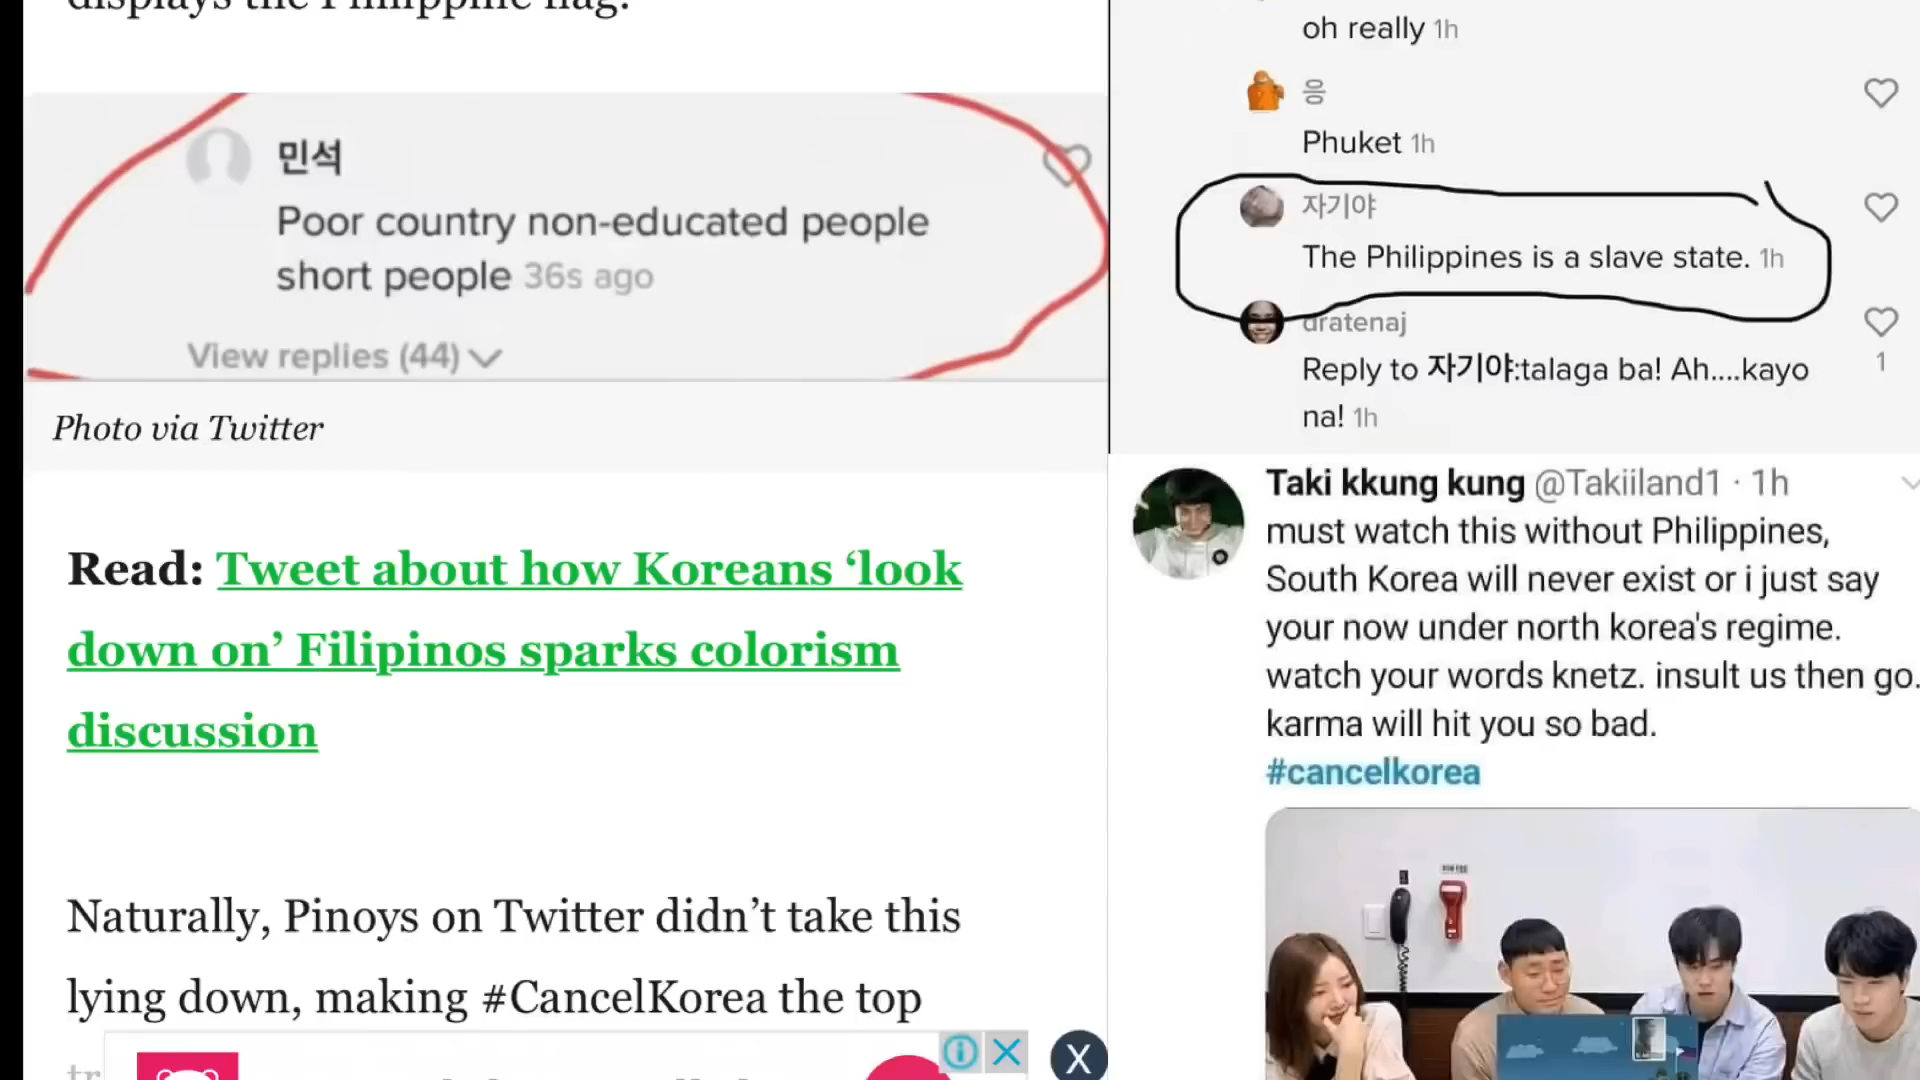 displays the Philippine flag.
민석
Poor country non-educated people
short people 36s ago
View replies (44)
Photo via Twitter
Read: Tweet about how Koreans ‘look
down on’ Filipinos sparks colorism
discussion
Naturally, Pinoys on Twitter didn’t take this
lying down, making #CancelKorea the top
X
oh really 1h
응
Phuket 1h
자기야
The Philippines is a slave state. 1h
dratenaj
Reply to 자기야:talaga ba! Ah....kayo
1
na! 1h
Taki kkung kung @Takiiland1 · 1h
must watch this without Philippines,
South Korea will never exist or i just say
your now under north korea's regime.
watch your words knetz. insult us then go.
karma will hit you so bad.
#cancelkorea